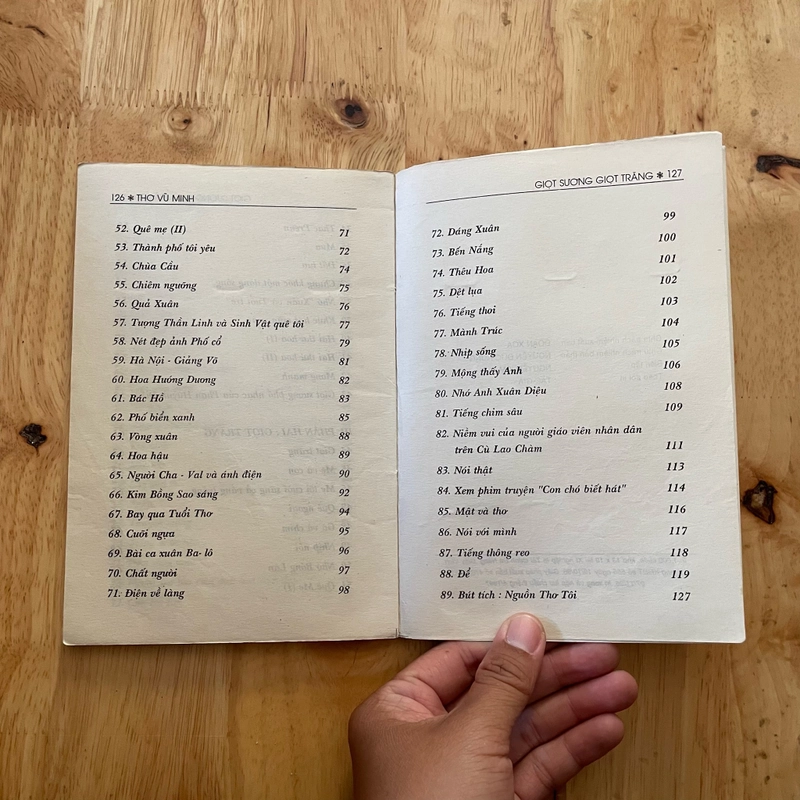 126 * THƠ VŨ MINH
52. Quê mẹ (II) 71
53. Thành phố tôi yêu 72
54. Chùa Cầu 74
55. Chiêm ngưỡng 75
56. Quả Xuân 76
57. Tượng Thần Linh và Sinh Vật quê tôi 77
58. Nét đẹp ảnh Phố cổ 79
59. Hà Nội - Giảng Võ 81
60. Hoa Hướng Dương 82
61. Bác Hồ 83
62. Phố biển xanh 85
63. Vòng xuân 88
64. Hoa hậu 89
65. Người Cha - Val và ánh điện 90
66. Kim Bồng Sao sáng 92
67. Bay qua Tuổi Thơ 94
68. Cưỡi ngựa 95
69. Bài ca xuân Ba- lô 96
70. Chất người 97
71. Điện về làng 98
GIỌT SƯƠNG GIỌT TRĂNG * 127
72. Dáng Xuân 99
73. Bến Nắng 100
74. Thêu Hoa 101
75. Dệt lụa 102
76. Tiếng thoi 103
77. Mành Trúc 104
78. Nhịp sống 105
79. Mộng thấy Anh 106
80. Nhớ Anh Xuân Diệu 108
81. Tiếng chim sâu 109
82. Niềm vui của người giáo viên nhân dân
trên Cù Lao Chàm 111
83. Nói thật 113
84. Xem phim truyện "Con chó biết hát" 114
85. Mật và thơ 116
86. Nói với mình 117
87. Tiếng thông reo 118
88. Đề 119
89. Bút tích : Nguồn Thơ Tôi 127